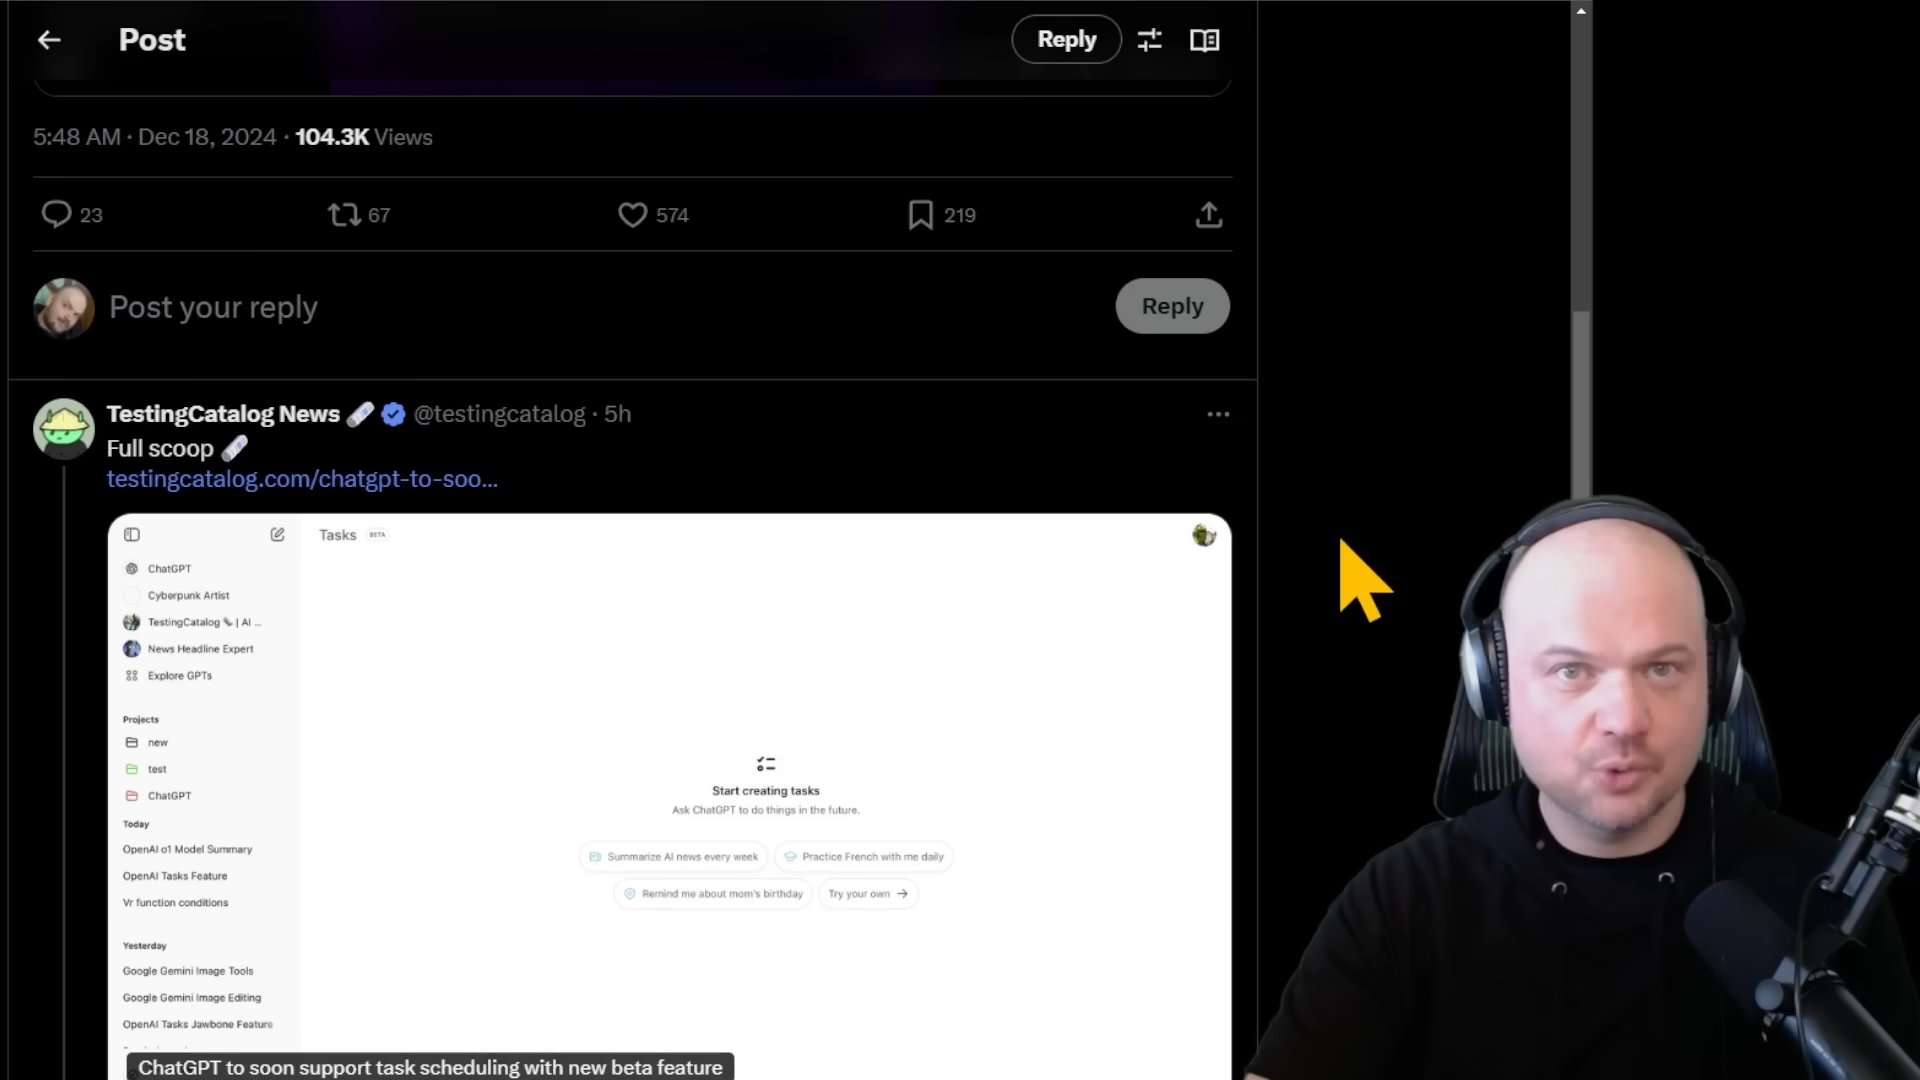 Post
Reply
5:48 AM · Dec 18, 2024 · 104.3K Views
23
67
574
219
Post your reply
Reply
TestingCatalog News @testingcatalog · 5h
Full scoop
testingcatalog.com/chatgpt-to-soo...
Tasks BETA
ChatGPT
Cyberpunk Artist
TestingCatalog | AI ...
News Headline Expert
Explore GPTs
Projects
new
test
ChatGPT
Today
OpenAI o1 Model Summary
OpenAI Tasks Feature
Vr function conditions
Yesterday
Google Gemini Image Tools
Google Gemini Image Editing
OpenAI Tasks Jawbone Feature
Start creating tasks
Ask ChatGPT to do things in the future.
Summarize AI news every week
Practice French with me daily
Remind me about mom's birthday
Try your own →
ChatGPT to soon support task scheduling with new beta feature